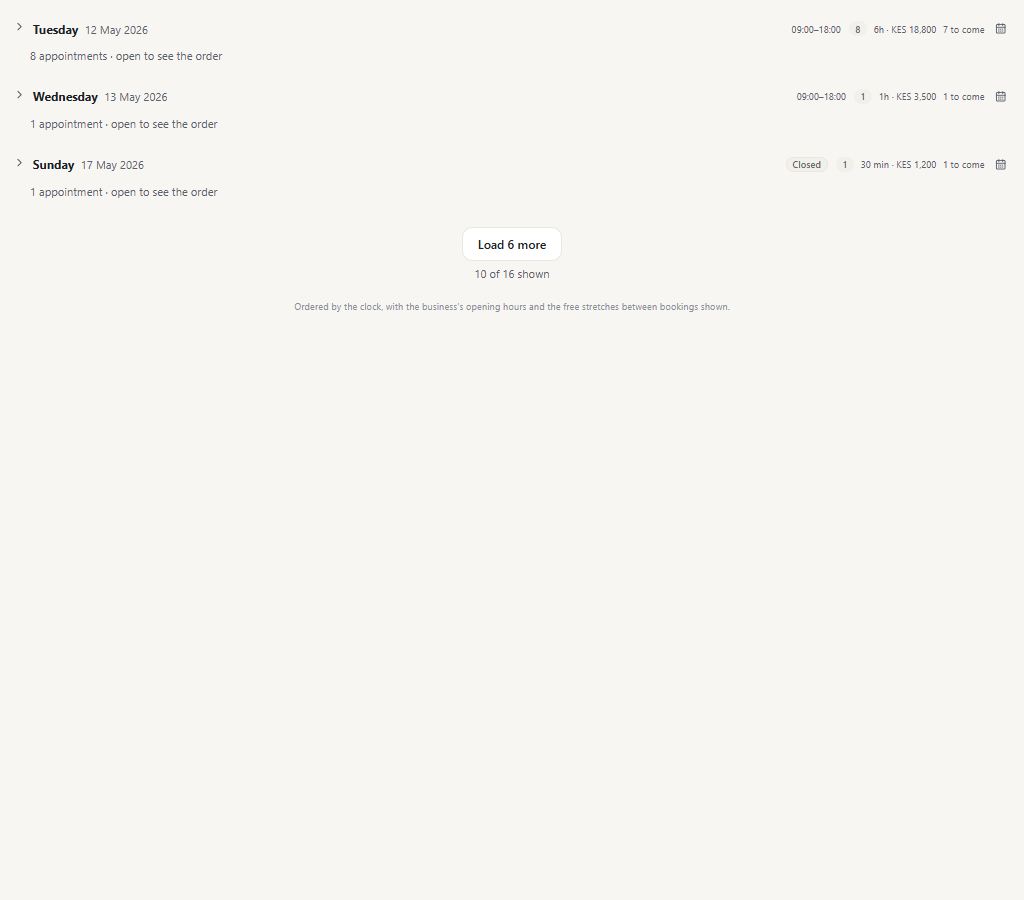 Tuesday 12 May 2026 09:00–18:00 8 6h · KES 18,800 7 to come
8 appointments · open to see the order
Wednesday 13 May 2026 09:00–18:00 1 1h · KES 3,500 1 to come
1 appointment · open to see the order
Sunday 17 May 2026 Closed 1 30 min · KES 1,200 1 to come
1 appointment · open to see the order
Load 6 more
10 of 16 shown
Ordered by the clock, with the business's opening hours and the free stretches between bookings shown.